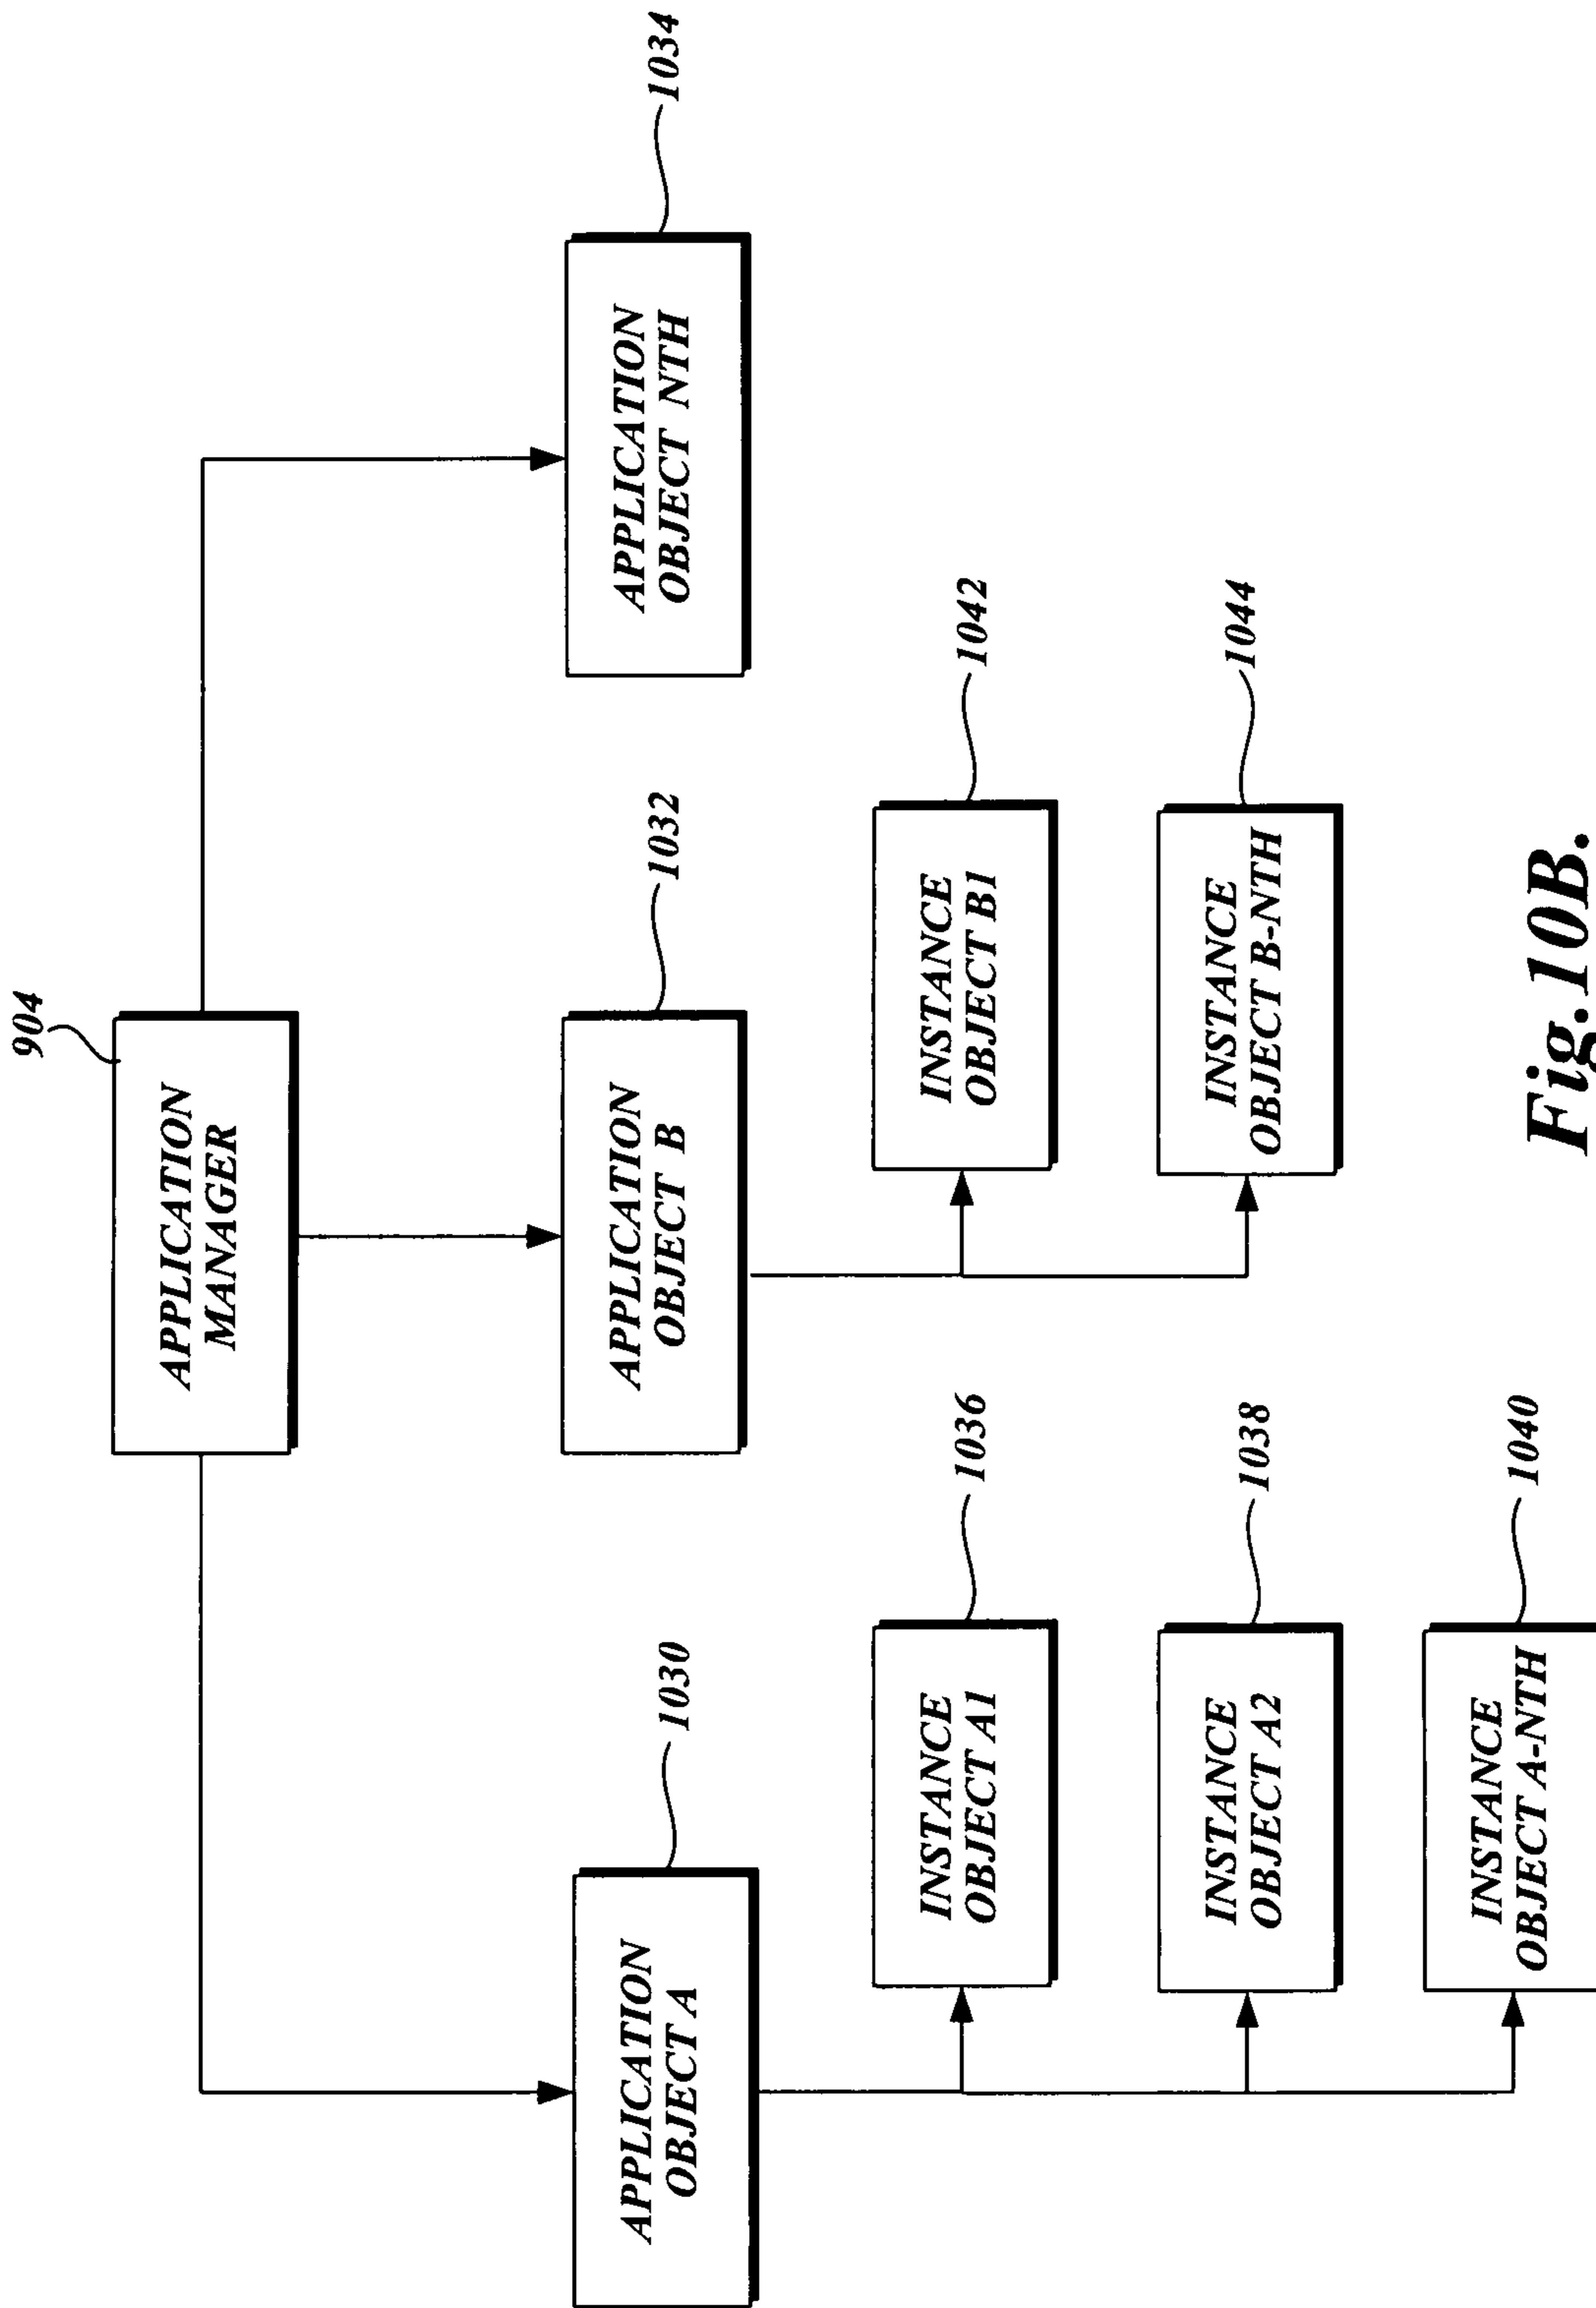 904
APPLICATION
MANAGER
1030
APPLICATION
OBJECT A
1032
APPLICATION
OBJECT B
1034
APPLICATION
OBJECT NTH
1036
INSTANCE
OBJECT A1
1042
INSTANCE
OBJECT B1
1038
INSTANCE
OBJECT A2
1044
INSTANCE
OBJECT B-NTH
1040
INSTANCE
OBJECT A-NTH
Fig.10B.